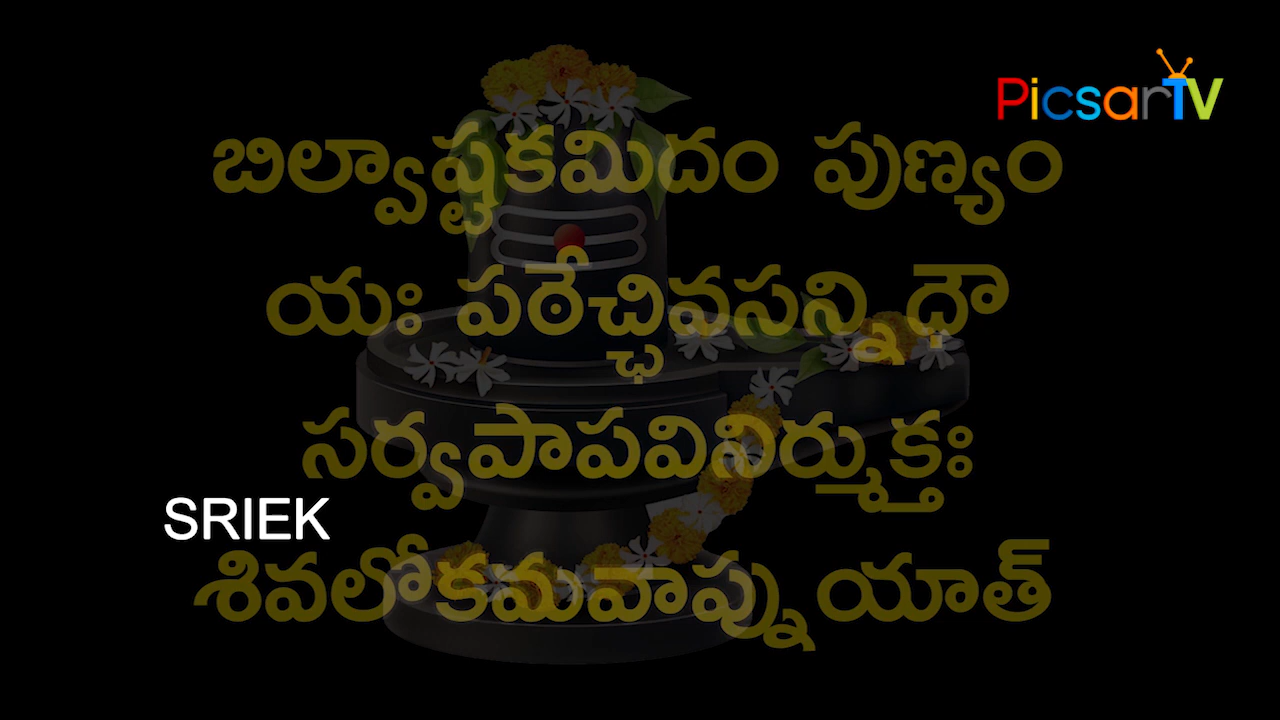 PicsarTV
బిల్వాష్టకమిదం పుణ్యం
యః పఠేచ్ఛివసన్నిధౌ
సర్వపాపవినిర్ముక్తః
SRIEK
శివలోకమవాప్నుయాత్